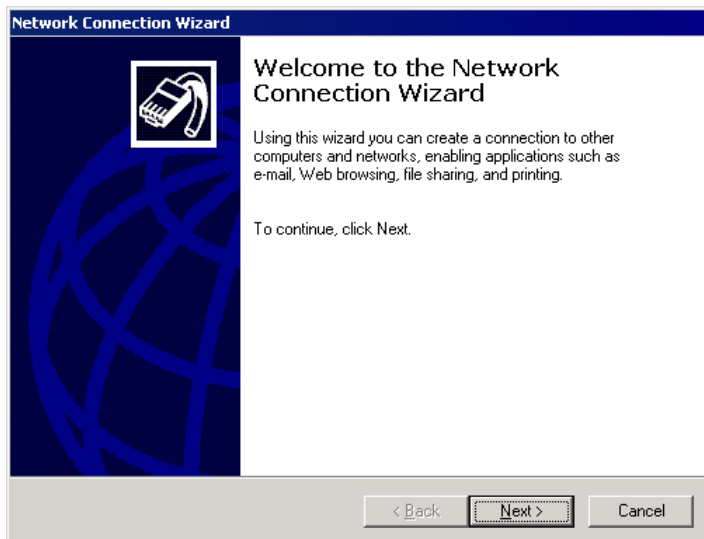 Network Connection Wizard
Welcome to the Network
Connection Wizard
Using this wizard you can create a connection to other
computers and networks, enabling applications such as
e-mail, Web browsing, file sharing, and printing.
To continue, click Next.
< Back Next > Cancel